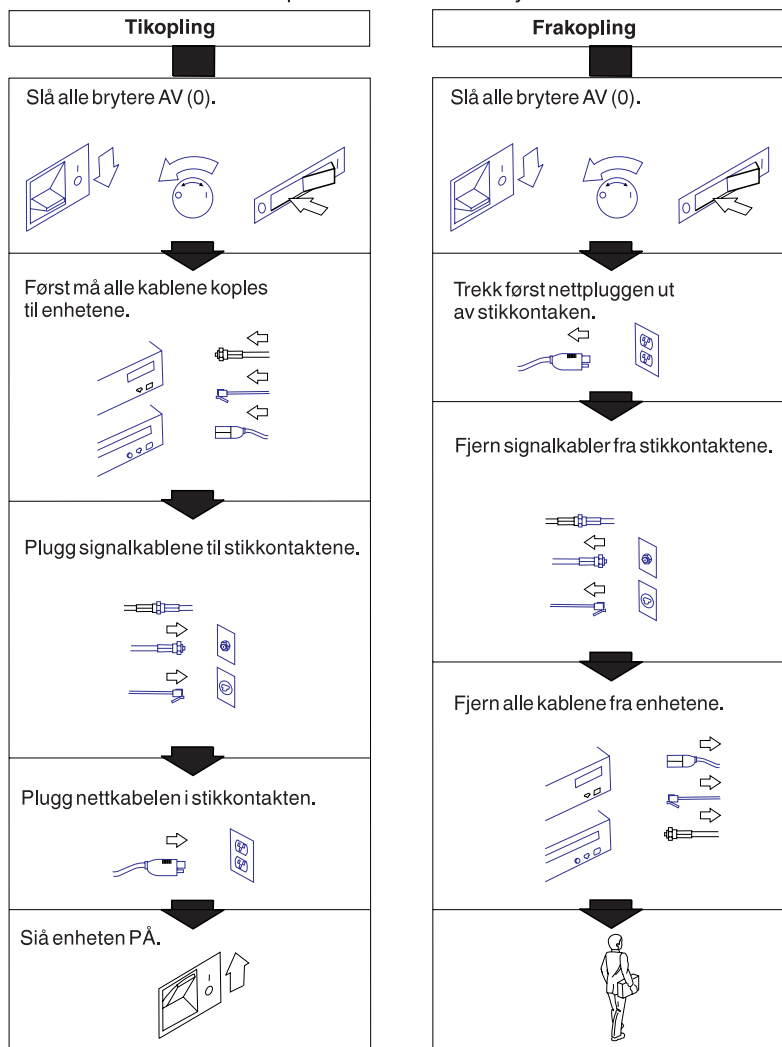 Tikopling
Slå alle brytere AV (0).
Først må alle kablene koples
til enhetene.
Plugg signalkablene til stikkontaktene.
Plugg nettkabelen i stikkontakten.
Siå enheten PÅ.
Frakopling
Slå alle brytere AV (0).
Trekk først nettpluggen ut
av stikkontaken.
Fjern signalkabler fra stikkontaktene.
Fjern alle kablene fra enhetene.